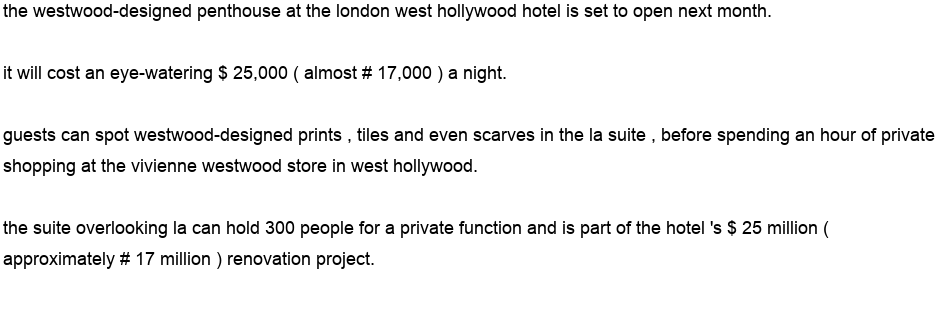 the westwood-designed penthouse at the london west hollywood hotel is set to open next month.
it will cost an eye-watering $ 25,000 ( almost # 17,000 ) a night.
guests can spot westwood-designed prints , tiles and even scarves in the la suite , before spending an hour of private
shopping at the vivienne westwood store in west hollywood.
the suite overlooking la can hold 300 people for a private function and is part of the hotel 's $ 25 million (
approximately # 17 million ) renovation project.